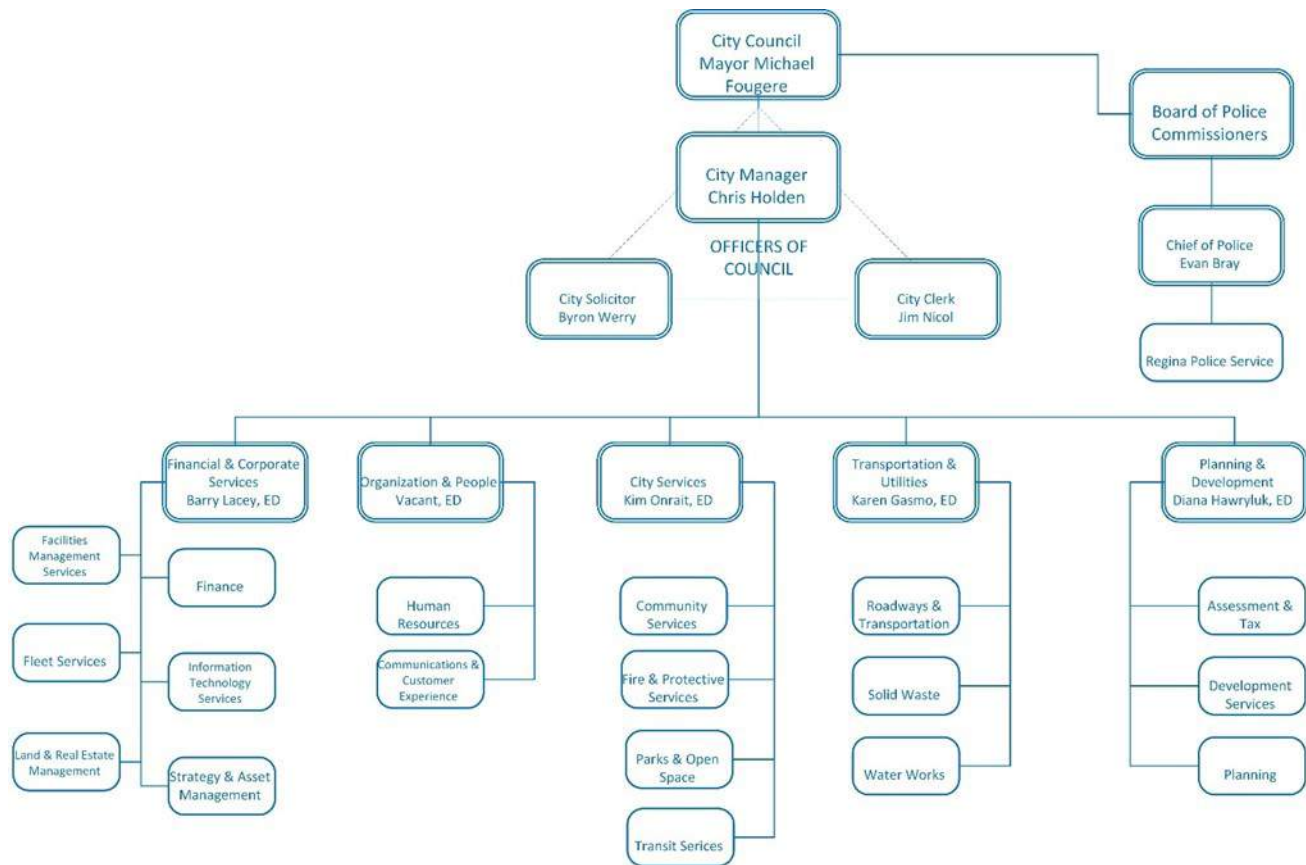 City Council
Mayor Michael
Fougere
Board of Police
Commissioners
City Manager
Chris Holden
OFFICERS OF
COUNCIL
Chief of Police
Evan Bray
City Solicitor
Byron Werry
City Clerk
Jim Nicol
Regina Police Service
Financial & Corporate
Services
Barry Lacey, ED
Organization & People
Vacant, ED
City Services
Kim Onrait, ED
Transportation &
Utilities
Karen Gasmo, ED
Planning &
Development
Diana Hawryluk, ED
Facilities
Management
Services
Finance
Fleet Services
Information
Technology
Services
Land & Real Estate
Management
Strategy & Asset
Management
Human
Resources
Communications &
Customer
Experience
Community
Services
Fire & Protective
Services
Parks & Open
Space
Transit Serices
Roadways &
Transportation
Solid Waste
Water Works
Assessment &
Tax
Development
Services
Planning